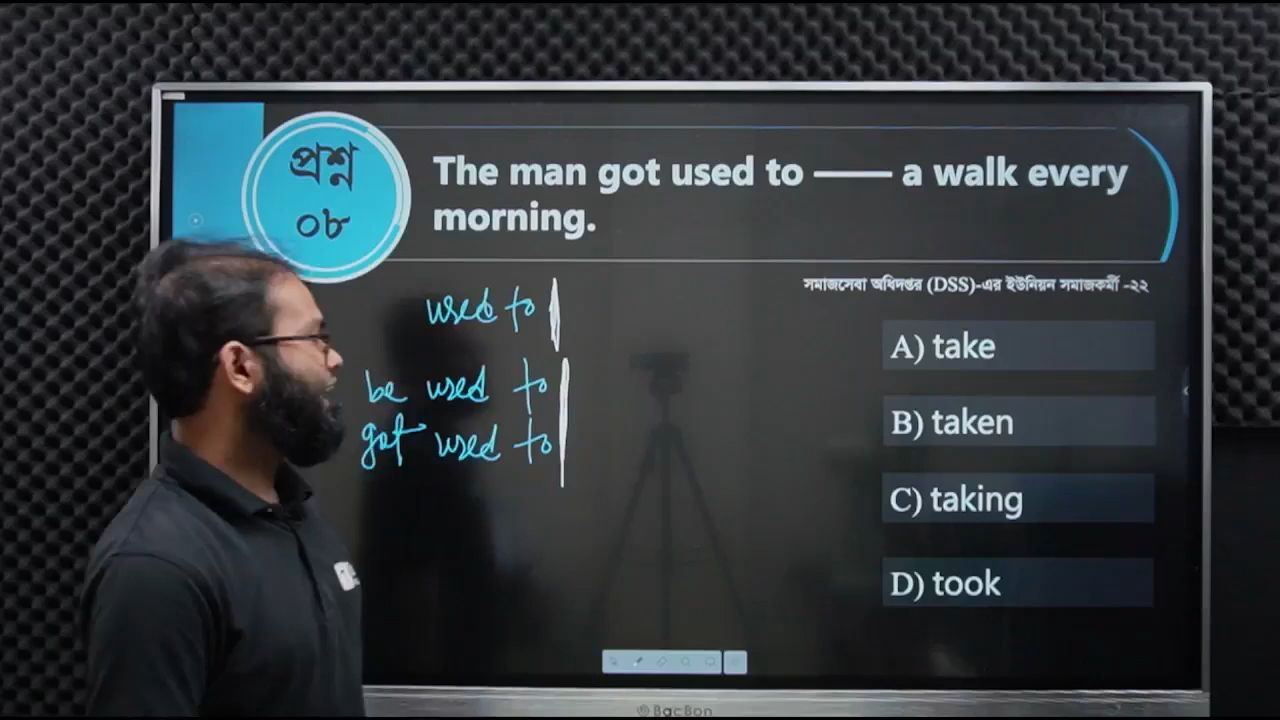 প্রশ্ন
০৮
The man got used to —— a walk every
morning.
সমাজসেবা অধিদপ্তর (DSS)-এর ইউনিয়ন সমাজকর্মী -২২
used to
be used to
got used to
A) take
B) taken
C) taking
D) took
BacBon